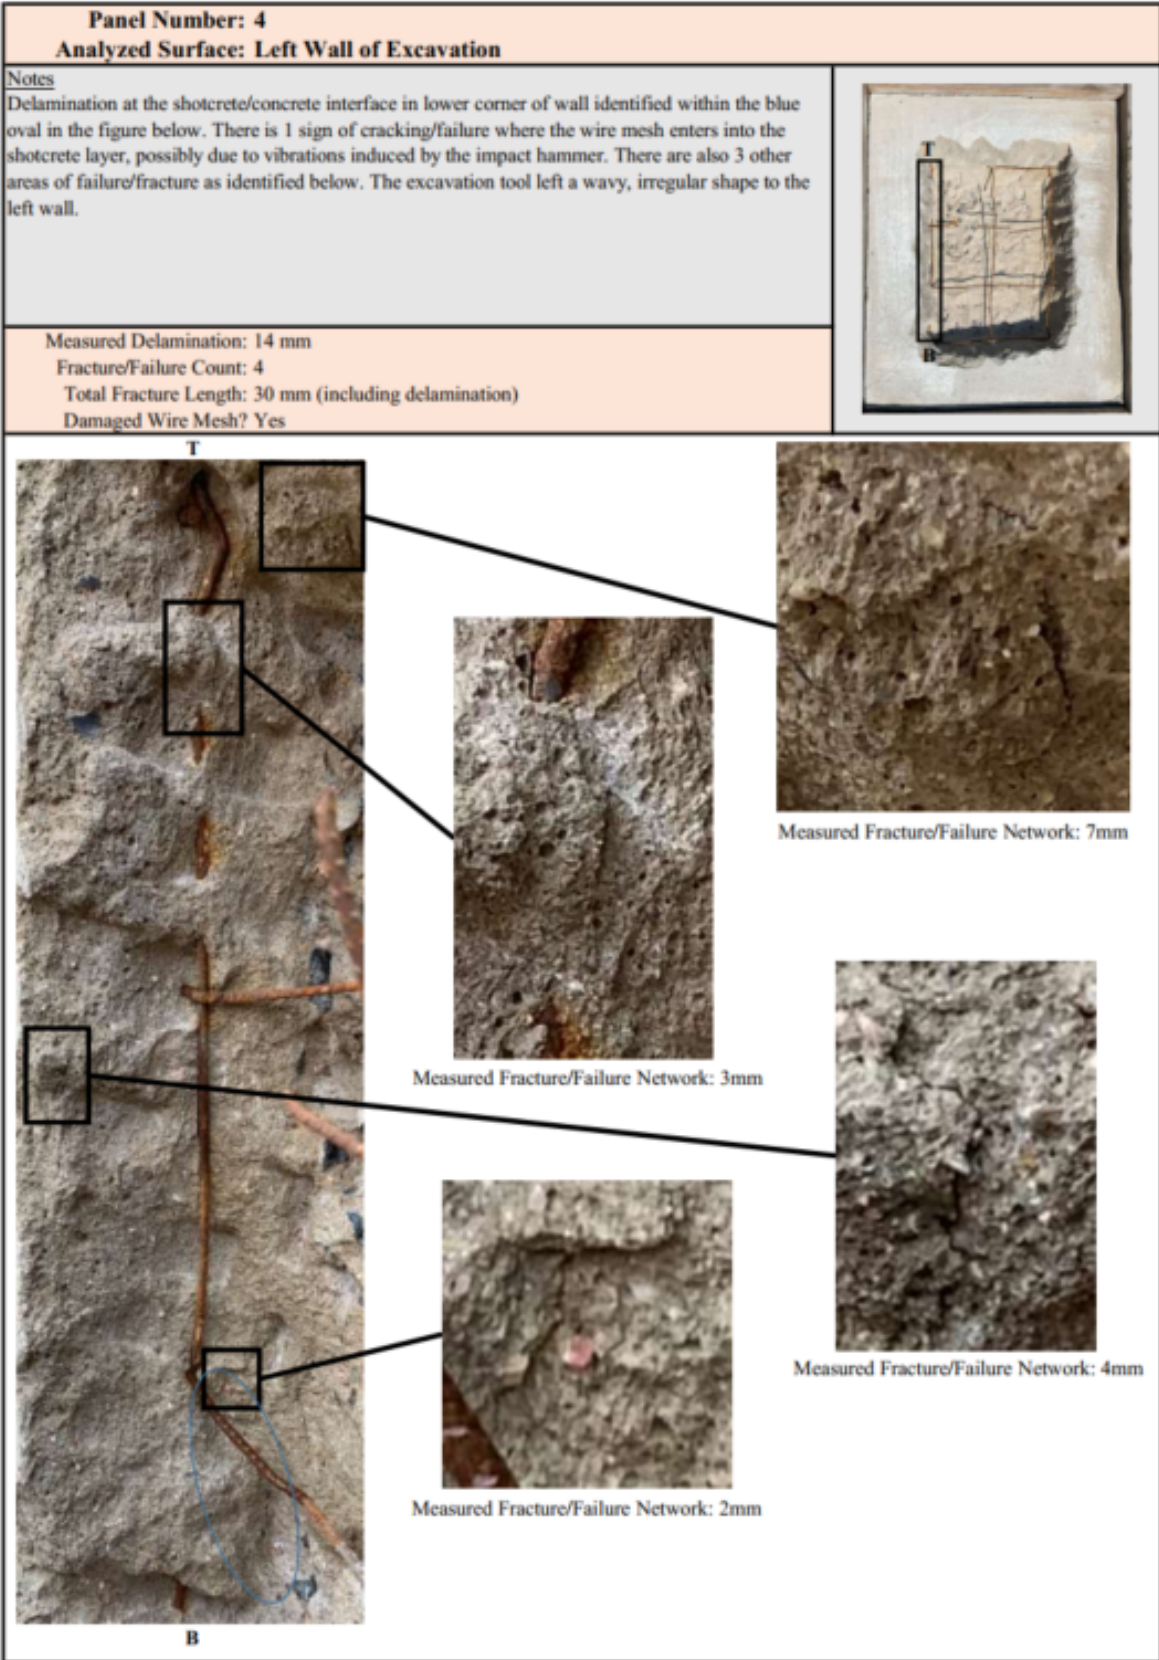 Panel Number: 4
Analyzed Surface: Left Wall of Excavation
Notes
Delamination at the shotcrete/concrete interface in lower corner of wall identified within the blue
oval in the figure below. There is 1 sign of cracking/failure where the wire mesh enters into the
shotcrete layer, possibly due to vibrations induced by the impact hammer. There are also 3 other
areas of failure/fracture as identified below. The excavation tool left a wavy, irregular shape to the
left wall.
T
B
Measured Delamination: 14 mm
Fracture/Failure Count: 4
Total Fracture Length: 30 mm (including delamination)
Damaged Wire Mesh? Yes
T
Measured Fracture/Failure Network: 7mm
Measured Fracture/Failure Network: 3mm
Measured Fracture/Failure Network: 4mm
Measured Fracture/Failure Network: 2mm
B